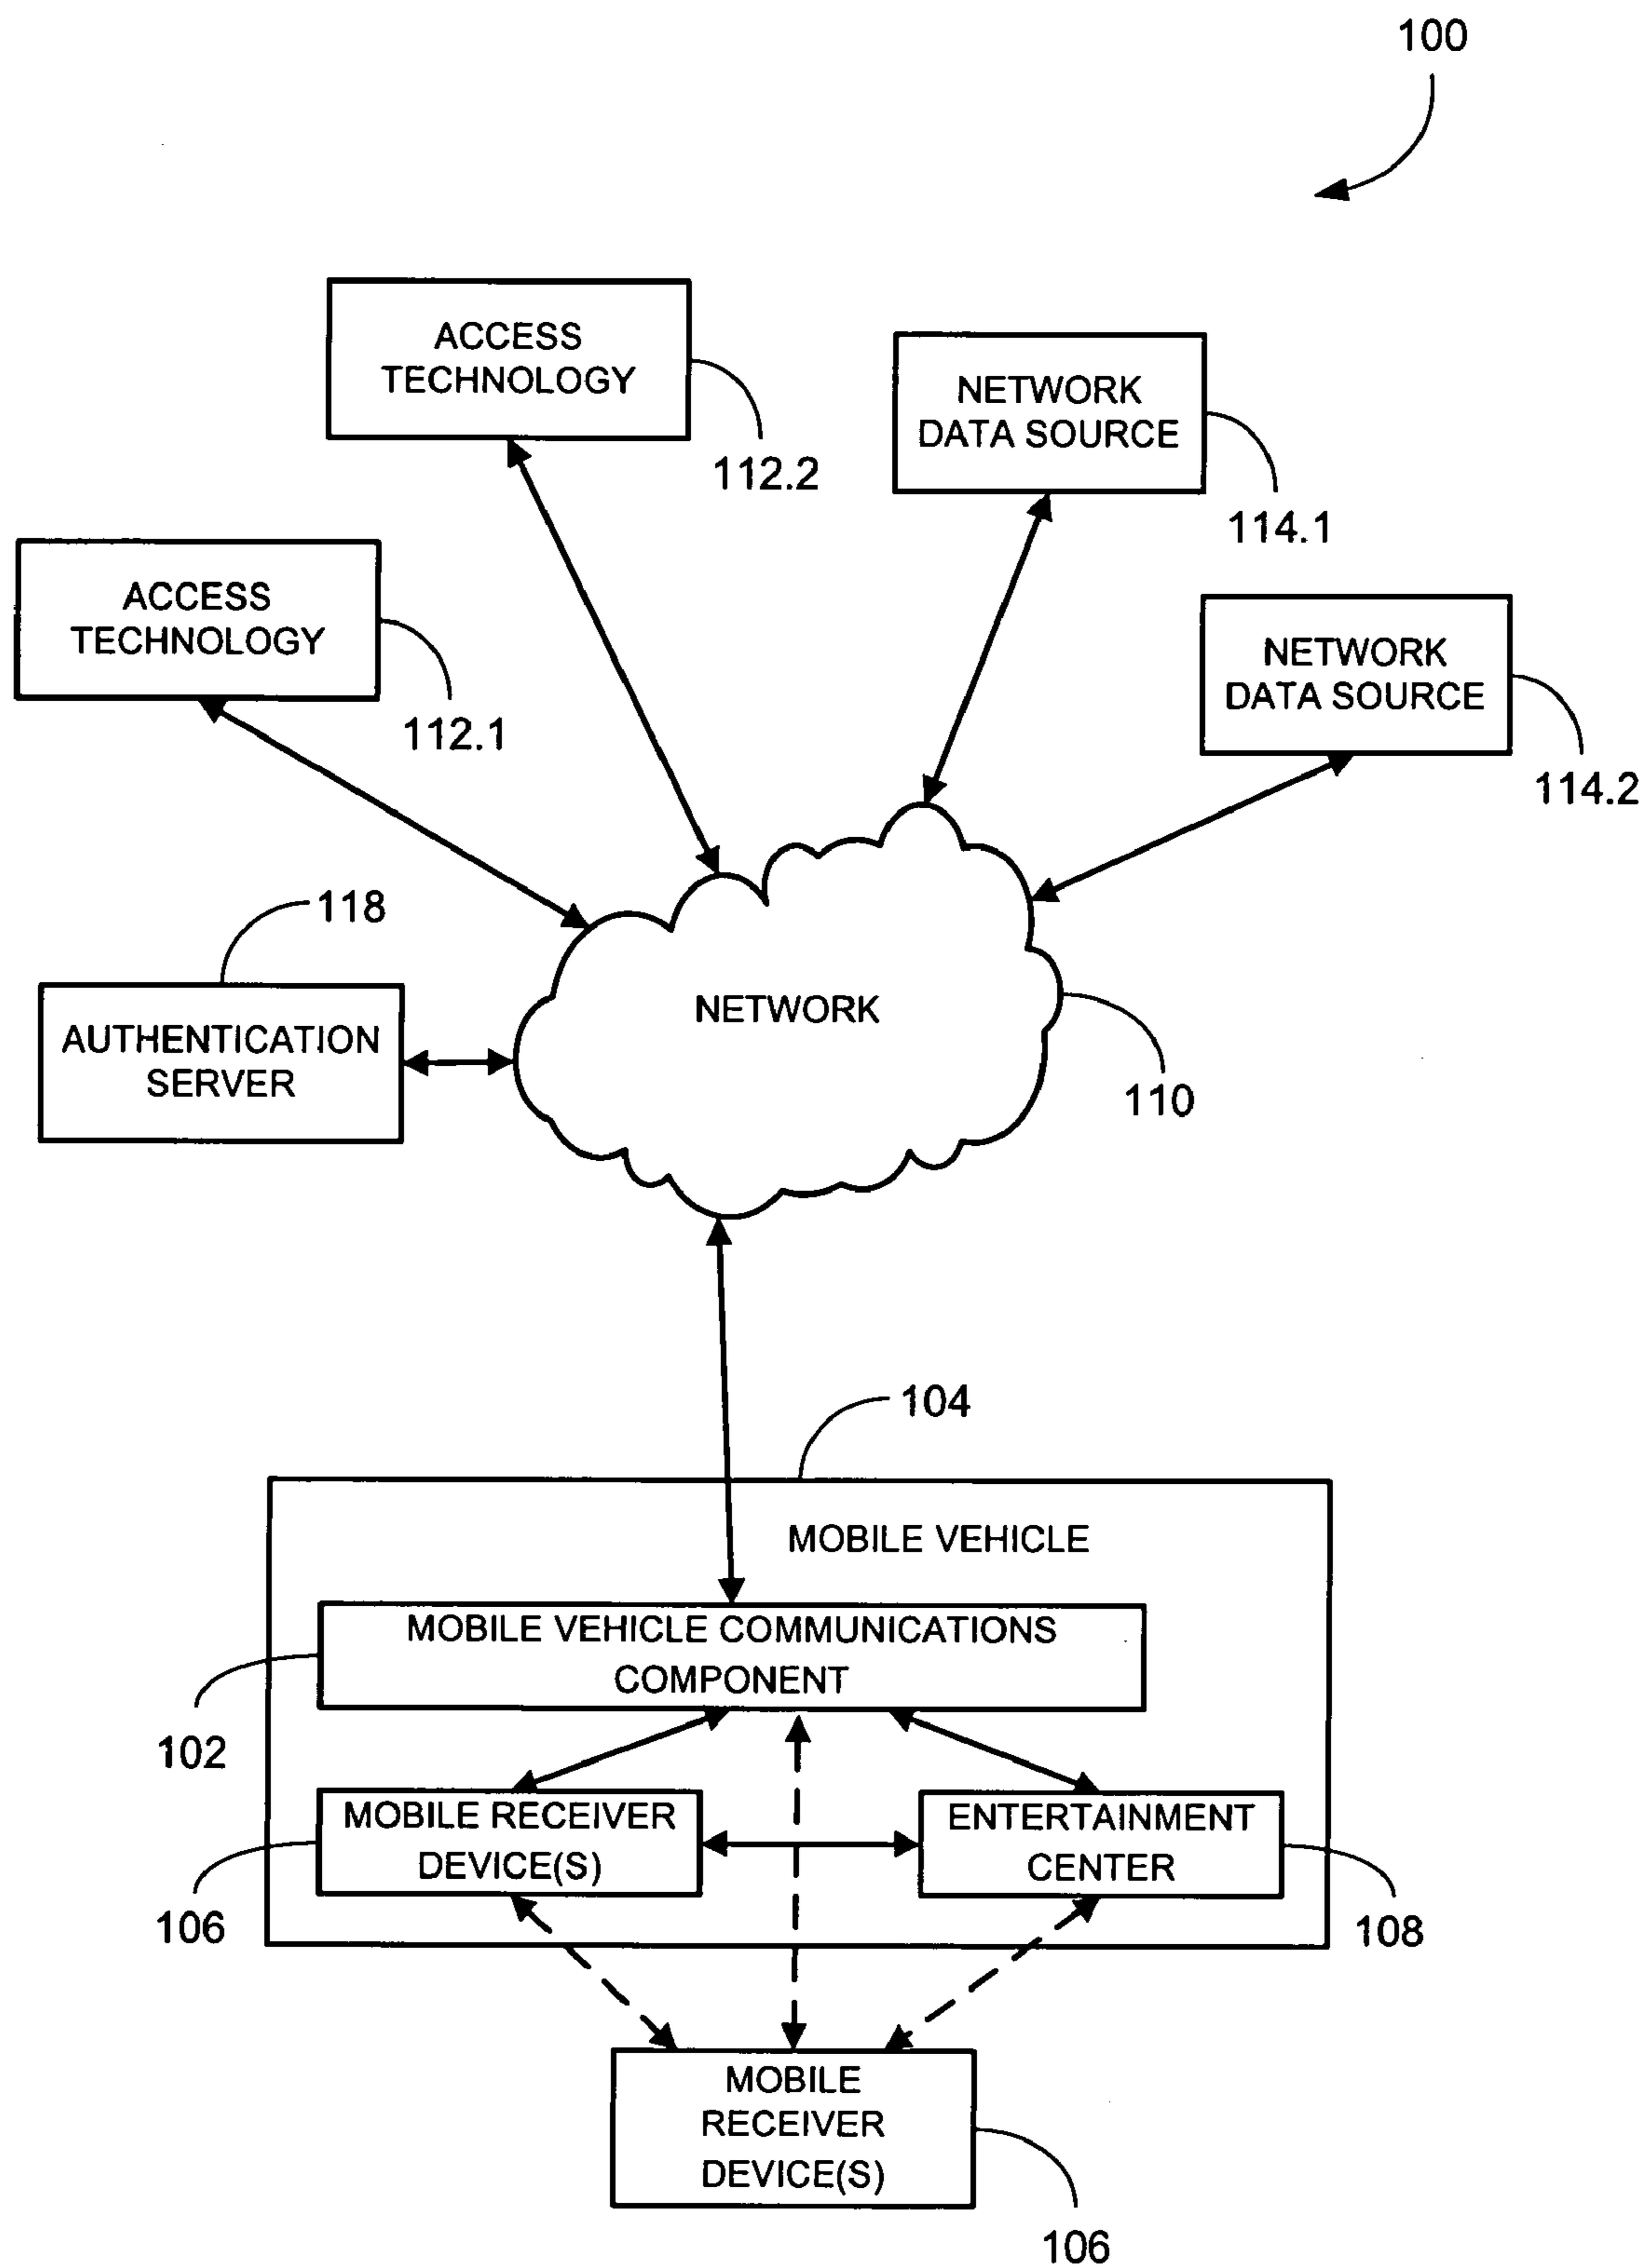 100
ACCESS
TECHNOLOGY
112.2
NETWORK
DATA SOURCE
114.1
ACCESS
TECHNOLOGY
112.1
NETWORK
DATA SOURCE
114.2
118
AUTHENTICATION
SERVER
NETWORK
110
104
MOBILE VEHICLE
MOBILE VEHICLE COMMUNICATIONS
COMPONENT
102
MOBILE RECEIVER
DEVICE(S)
106
ENTERTAINMENT
CENTER
108
MOBILE
RECEIVER
DEVICE(S)
106